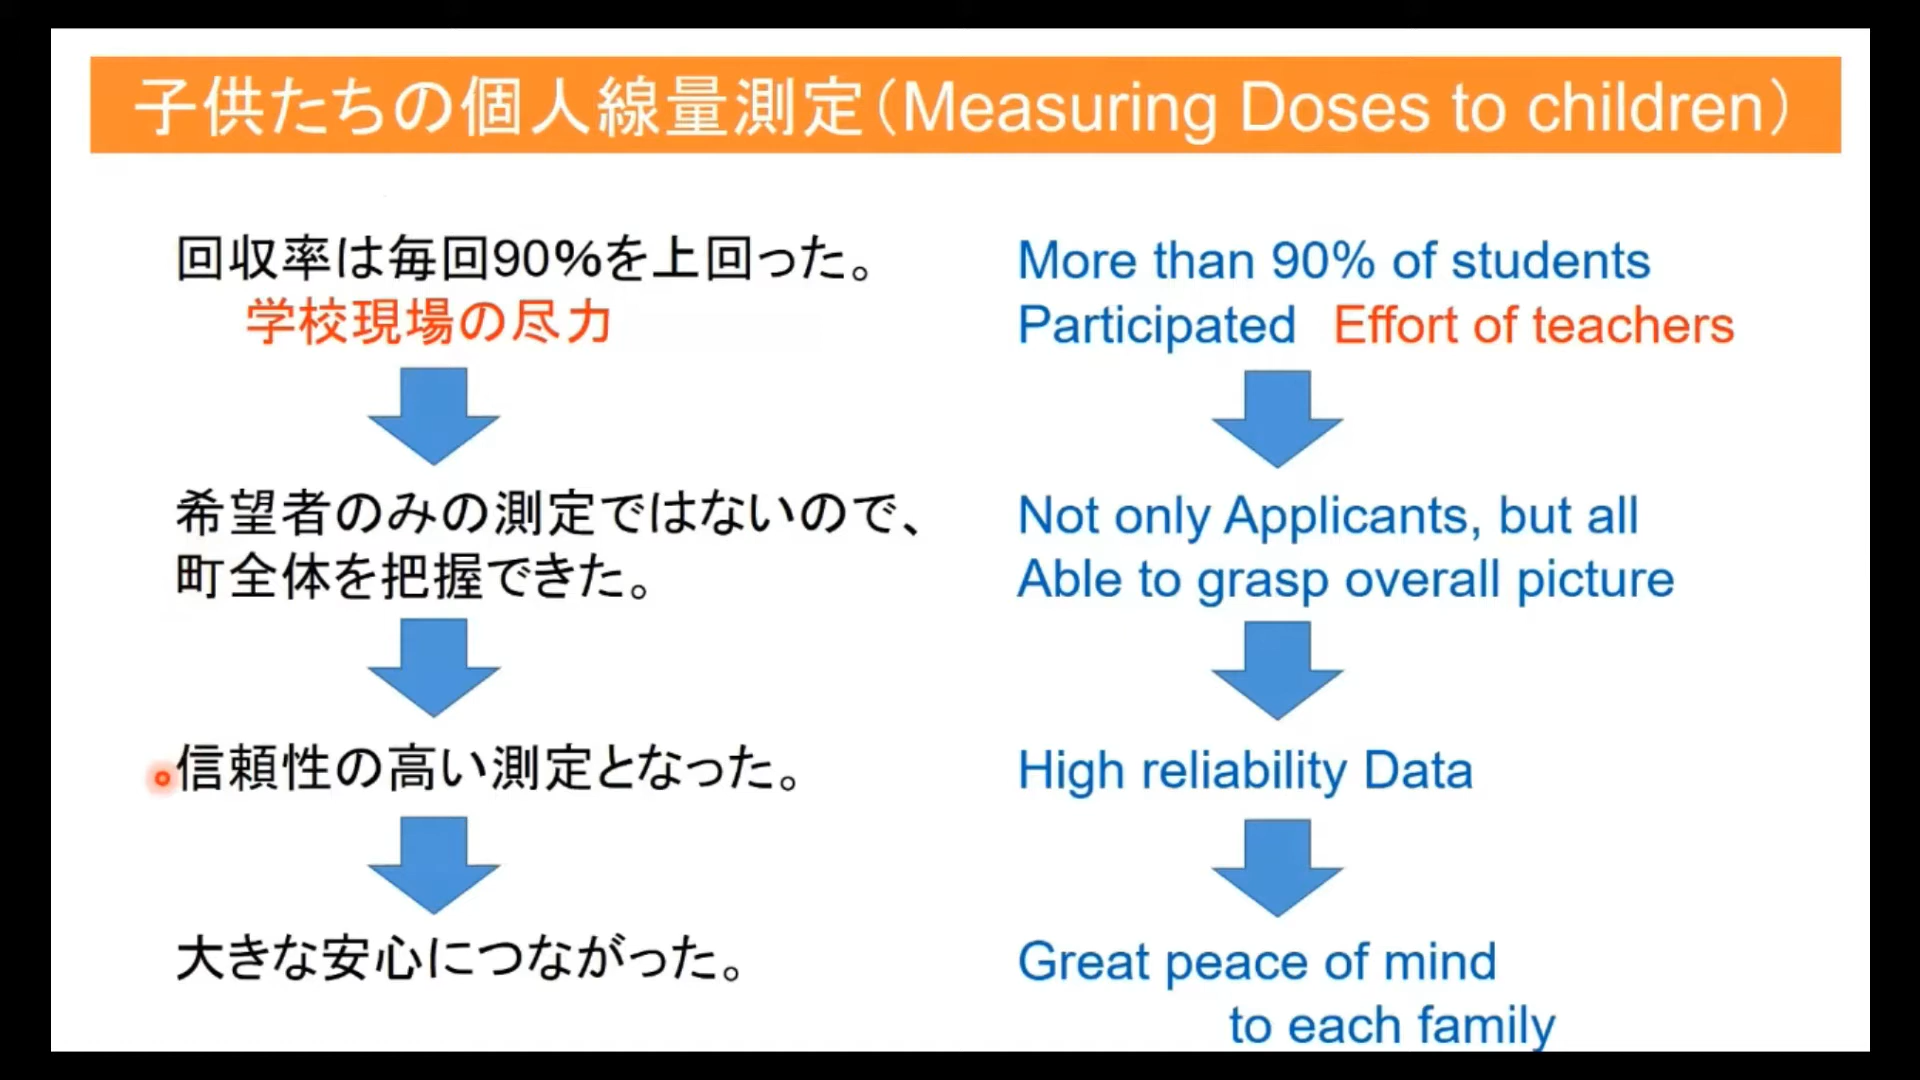 子供たちの個人線量測定（Measuring Doses to children）
回収率は毎回90%を上回った。
学校現場の尽力
希望者のみの測定ではないので、
町全体を把握できた。
信頼性の高い測定となった。
大きな安心につながった。
More than 90% of students
Participated Effort of teachers
Not only Applicants, but all
Able to grasp overall picture
High reliability Data
Great peace of mind
to each family